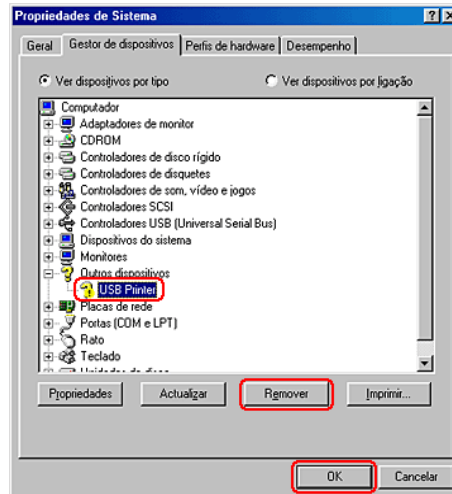 Propriedades de Sistema
Geral Gestor de dispositivos Perfis de hardware Desempenho
Ver dispositivos por tipo Ver dispositivos por ligação
Computador
Adaptadores de monitor
CDROM
Controladores de disco rígido
Controladores de disquetes
Controladores de som, vídeo e jogos
Controladores SCSI
Controladores USB (Universal Serial Bus)
Dispositivos do sistema
Monitores
Outros dispositivos
USB Printer
Placas de rede
Portas (COM e LPT)
Rato
Teclado
Unidades de disco
Propriedades Actualizar Remover Imprimir...
OK Cancelar